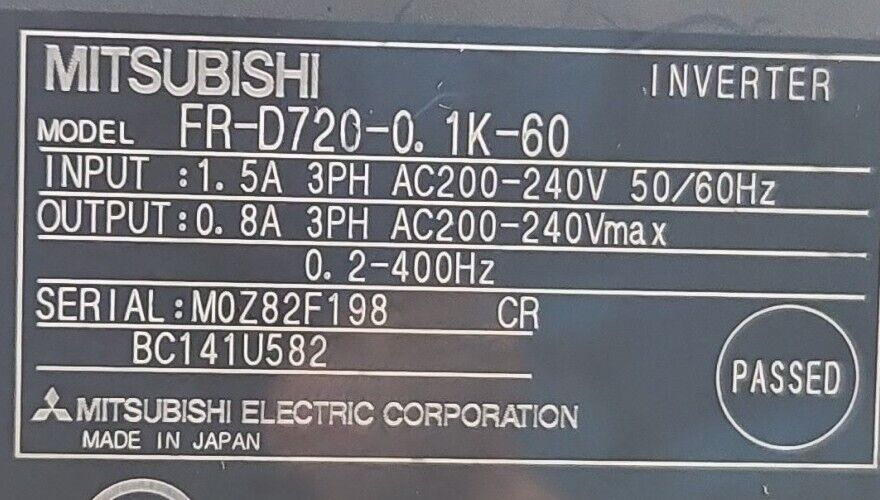 MITSUBISHI INVERTER
MODEL FR-D720-0.1K-60
INPUT :1.5A 3PH AC200-240V 50/60Hz
OUTPUT:0.8A 3PH AC200-240Vmax
0.2-400Hz
SERIAL:M0Z82F198 CR
BC141U582
PASSED
MITSUBISHI ELECTRIC CORPORATION
MADE IN JAPAN